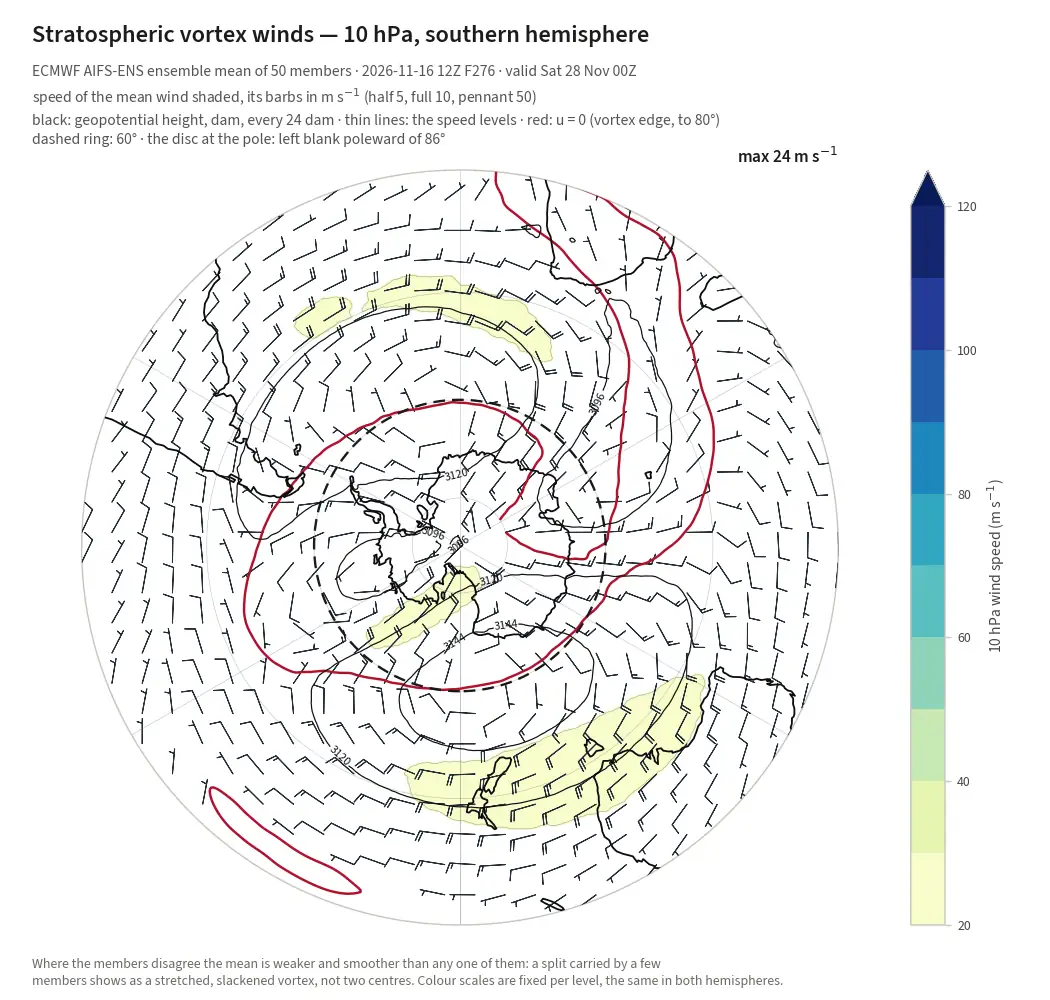 Stratospheric vortex winds — 10 hPa, southern hemisphere
ECMWF AIFS-ENS ensemble mean of 50 members · 2026-11-16 12Z F276 · valid Sat 28 Nov 00Z
speed of the mean wind shaded, its barbs in m s⁻¹ (half 5, full 10, pennant 50)
black: geopotential height, dam, every 24 dam · thin lines: the speed levels · red: u = 0 (vortex edge, to 80°)
dashed ring: 60° · the disc at the pole: left blank poleward of 86°
max 24 m s⁻¹
120
100
80
60
40
20
10 hPa wind speed (m s⁻¹)
3096
3120
3096
3096
3120
3144
3144
3120
Where the members disagree the mean is weaker and smoother than any one of them: a split carried by a few
members shows as a stretched, slackened vortex, not two centres. Colour scales are fixed per level, the same in both hemispheres.